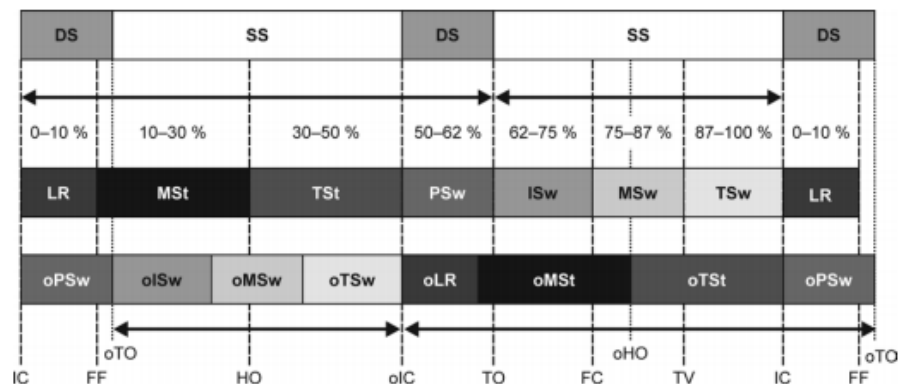 DS SS DS SS DS
0–10 % 10–30 % 30–50 % 50–62 % 62–75 % 75–87 % 87–100 % 0–10 %
LR MSt TSt PSw ISw MSw TSw LR
oPSw oISw oMSw oTSw oLR oMSt oTSt oPSw
oTO oHO oTO
IC FF HO oIC TO FC TV IC FF